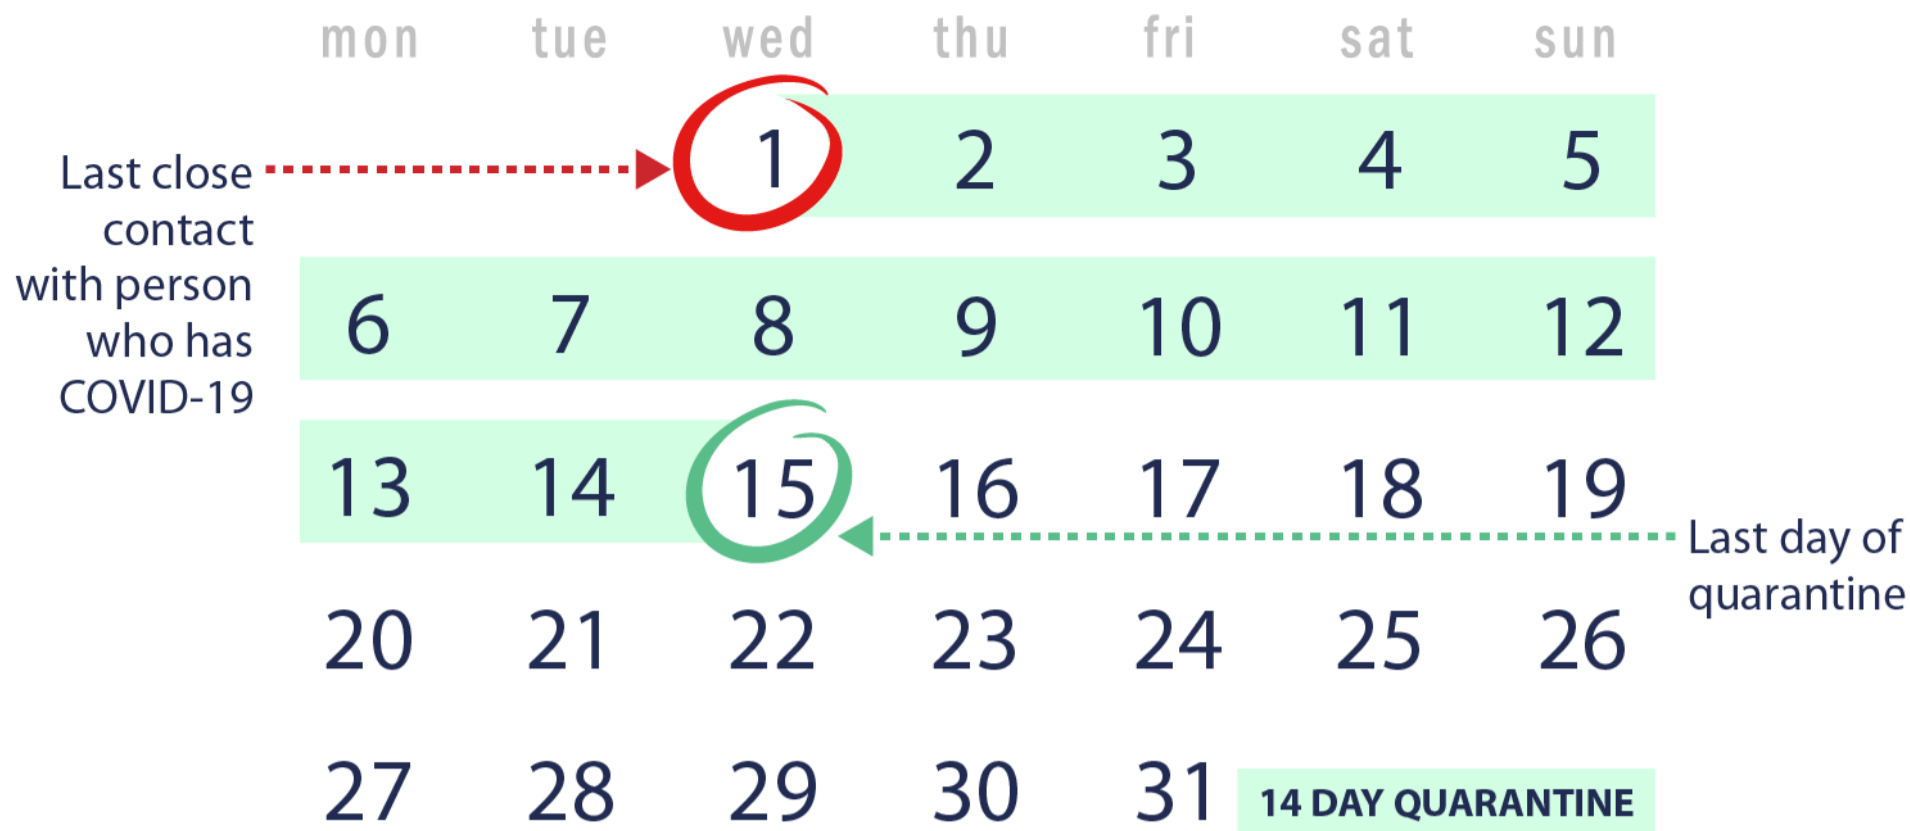 mon tue wed thu fri sat sun
1 2 3 4 5
Last close
contact
with person
who has
COVID-19
6 7 8 9 10 11 12
13 14 15 16 17 18 19
Last day of
quarantine
20 21 22 23 24 25 26
27 28 29 30 31
14 DAY QUARANTINE